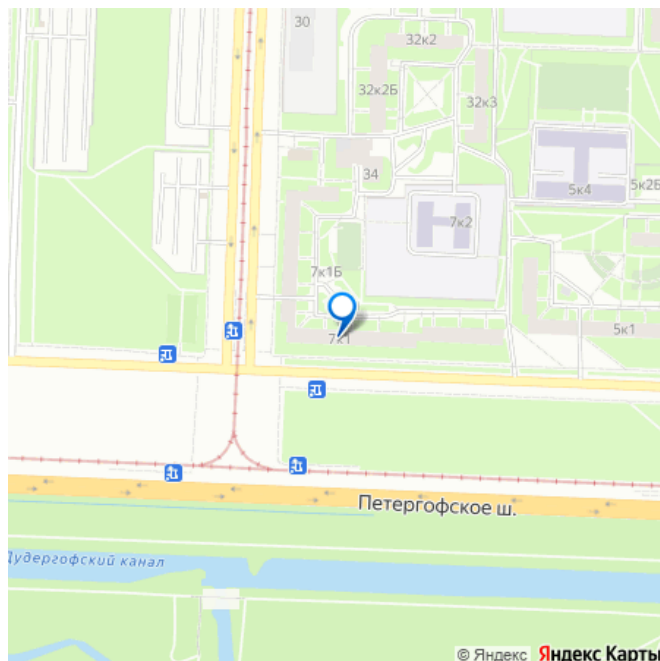 30
32к2
32к2Б
32к3
34
5к4
5к2Б
7к2
7к1Б
7к1
5к1
Петергофское ш.
Дудергофский канал
© Яндекс Яндекс Карты